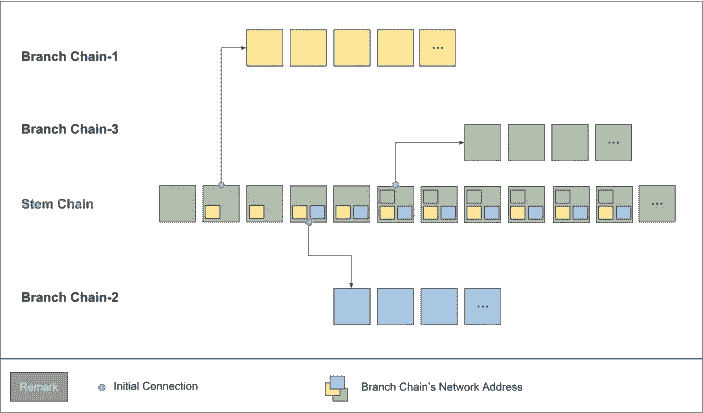 Branch Chain-1
...
Branch Chain-3
...
Stem Chain
...
Branch Chain-2
...
Remark
Initial Connection
Branch Chain's Network Address